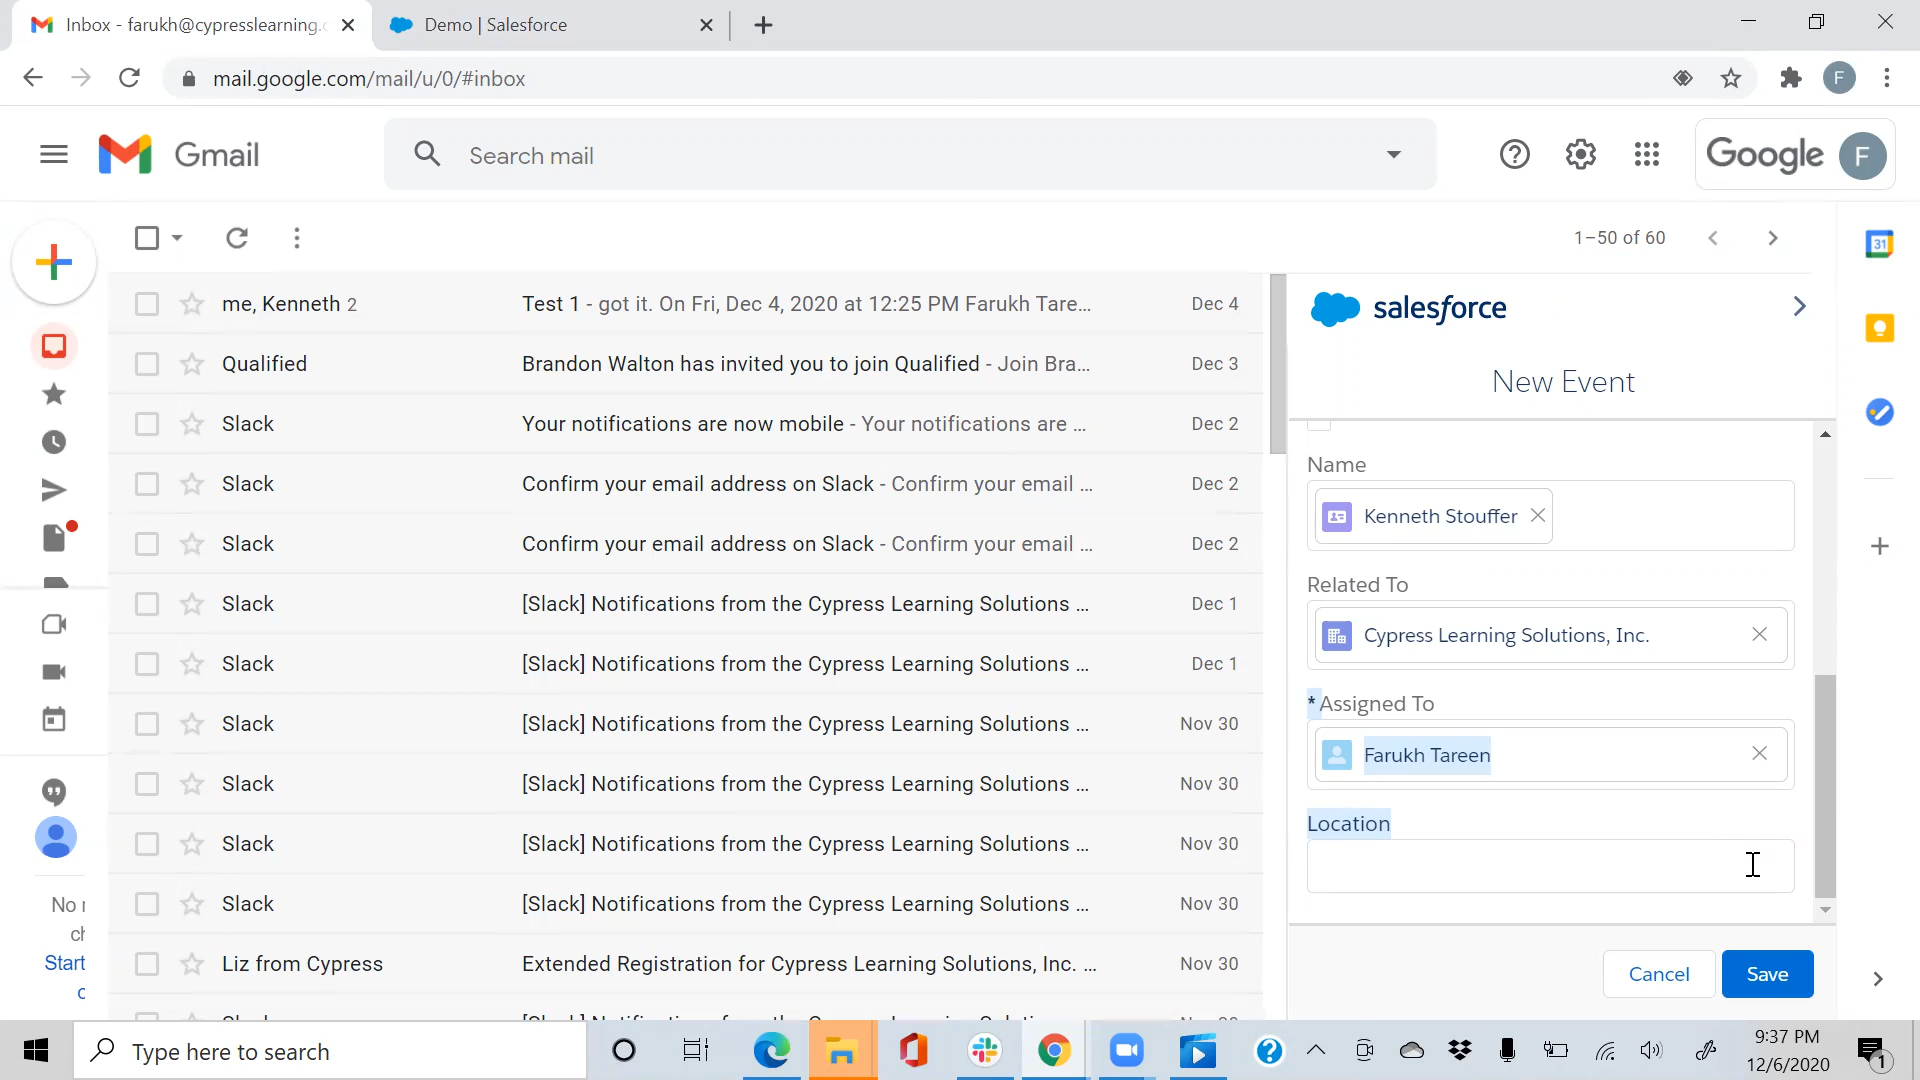 Inbox - farukh@cypresslearning.
Demo | Salesforce
mail.google.com/mail/u/0/#inbox
F
Gmail
Search mail
Google
F
1–50 of 60
31
me, Kenneth 2 Test 1 - got it. On Fri, Dec 4, 2020 at 12:25 PM Farukh Tare... Dec 4
Qualified Brandon Walton has invited you to join Qualified - Join Bra... Dec 3
Slack Your notifications are now mobile - Your notifications are ... Dec 2
Slack Confirm your email address on Slack - Confirm your email ... Dec 2
Slack Confirm your email address on Slack - Confirm your email ... Dec 2
Slack [Slack] Notifications from the Cypress Learning Solutions ... Dec 1
Slack [Slack] Notifications from the Cypress Learning Solutions ... Dec 1
Slack [Slack] Notifications from the Cypress Learning Solutions ... Nov 30
Slack [Slack] Notifications from the Cypress Learning Solutions ... Nov 30
Slack [Slack] Notifications from the Cypress Learning Solutions ... Nov 30
Slack [Slack] Notifications from the Cypress Learning Solutions ... Nov 30
Liz from Cypress Extended Registration for Cypress Learning Solutions, Inc. ... Nov 30
No
Start
salesforce
New Event
Name
Kenneth Stouffer
Related To
Cypress Learning Solutions, Inc.
* Assigned To
Farukh Tareen
Location
Cancel
Save
Type here to search
9:37 PM
12/6/2020
1